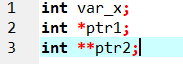 1 int var_x;
2 int *ptr1;
3 int **ptr2;